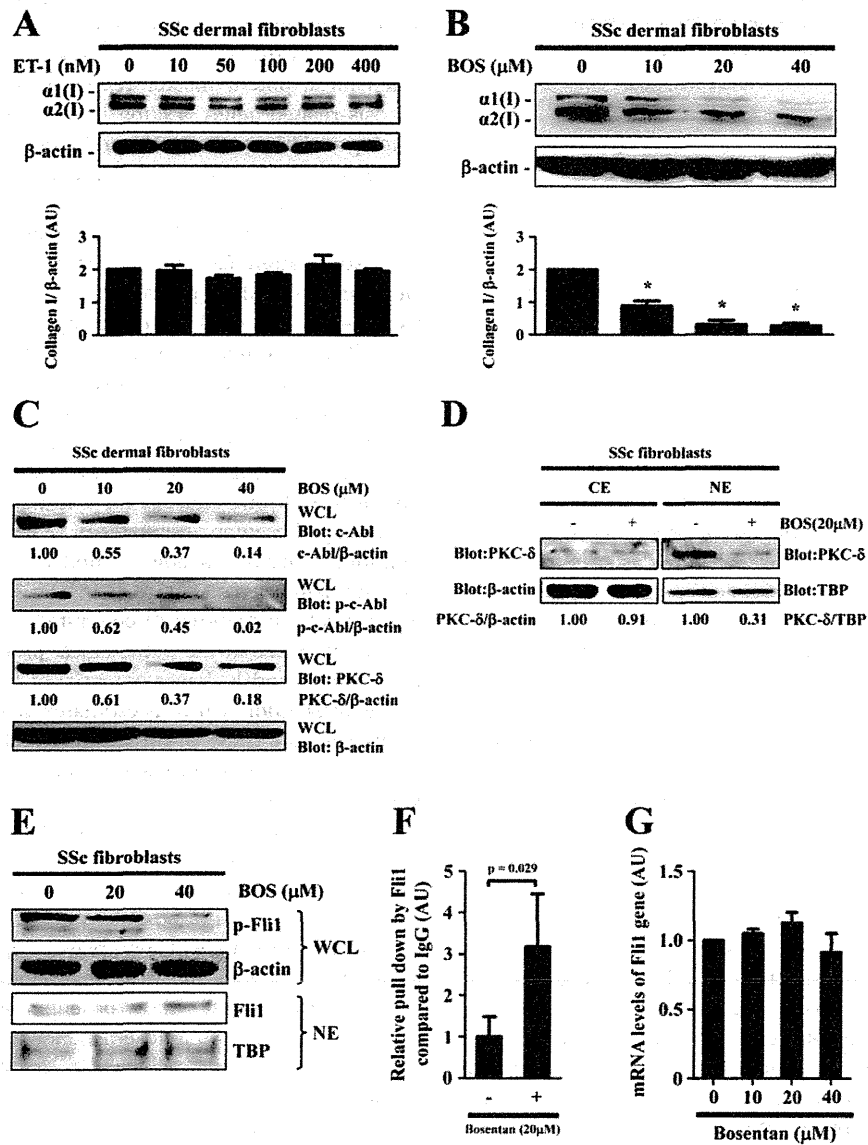 A
SSc dermal fibroblasts
ET-1 (nM) 0 10 50 100 200 400
α1(I) -
α2(I) -
β-actin -
Collagen I/ β-actin (AU)
3
2
1
0
B
SSc dermal fibroblasts
BOS (μM) 0 10 20 40
α1(I) -
α2(I) -
β-actin -
Collagen I/ β-actin (AU)
3
2
1
0
* * *
C
SSc dermal fibroblasts
0 10 20 40 BOS (μM)
WCL
Blot: c-Abl
1.00 0.55 0.37 0.14 c-Abl/β-actin
WCL
Blot: p-c-Abl
1.00 0.62 0.45 0.02 p-c-Abl/β-actin
WCL
Blot: PKC-δ
1.00 0.61 0.37 0.18 PKC-δ/β-actin
WCL
Blot: β-actin
D
SSc fibroblasts
CE NE
- + - + BOS(20μM)
Blot:PKC-δ Blot:PKC-δ
Blot:β-actin Blot:TBP
PKC-δ/β-actin 1.00 0.91 1.00 0.31 PKC-δ/TBP
E
SSc fibroblasts
0 20 40 BOS (μM)
p-Fli1
β-actin
WCL
Fli1
TBP
NE
F
Relative pull down by Fli1
compared to IgG (AU)
5
4
3
2
1
0
p = 0.029
- +
Bosentan (20μM)
G
mRNA levels of Fli1 gene (AU)
1.5
1.0
0.5
0
0 10 20 40
Bosentan (μM)